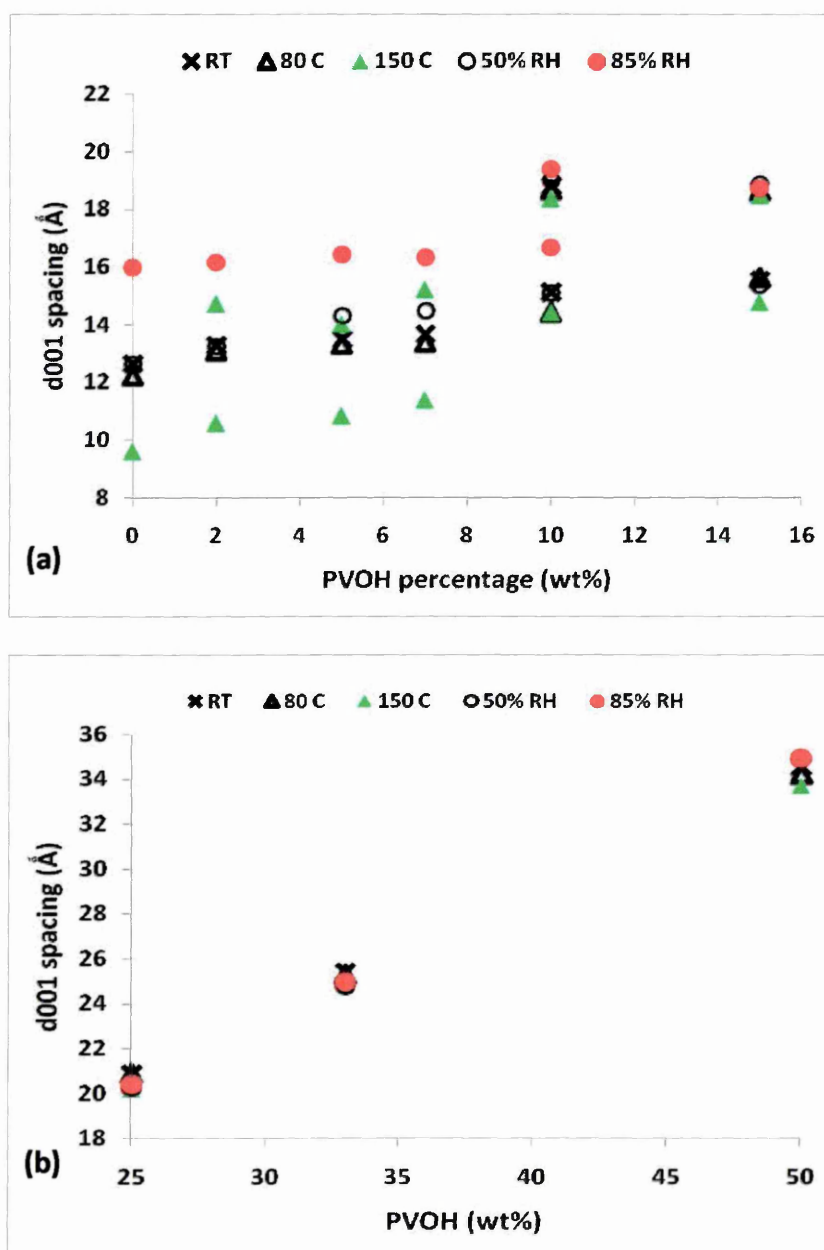 RT 80 C 150 C 50% RH 85% RH
22
20
18
16
14
12
10
8
d001 spacing (Å)
0 2 4 6 8 10 12 14 16
PVOH percentage (wt%)
(a)
RT 80 C 150 C 50% RH 85% RH
36
34
32
30
28
26
24
22
20
18
d001 spacing (Å)
25 30 35 40 45 50
PVOH (wt%)
(b)